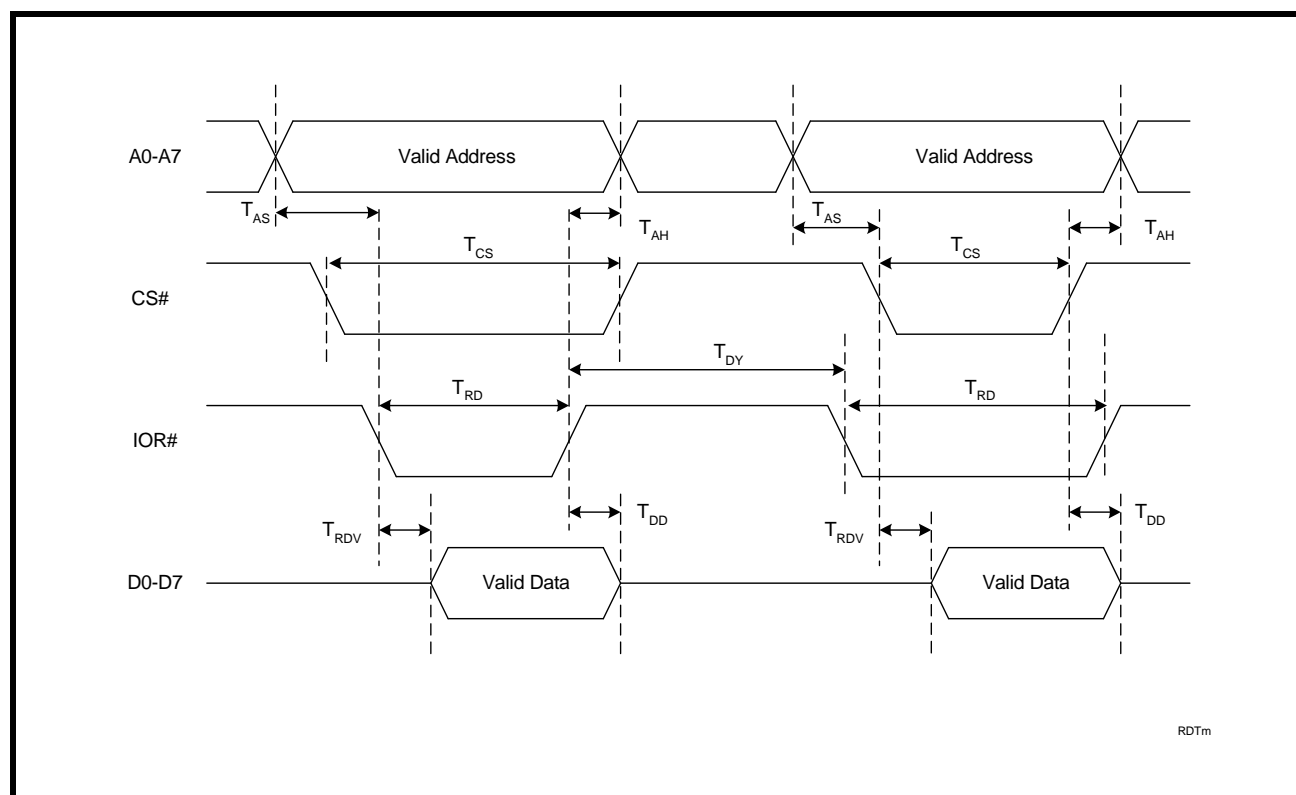 A0-A7
Valid Address
Valid Address
TAS
TAH
TAS
TAH
TCS
TCS
CS#
TDY
TRD
TRD
IOR#
TRDV
TDD
TRDV
TDD
D0-D7
Valid Data
Valid Data
RDTm